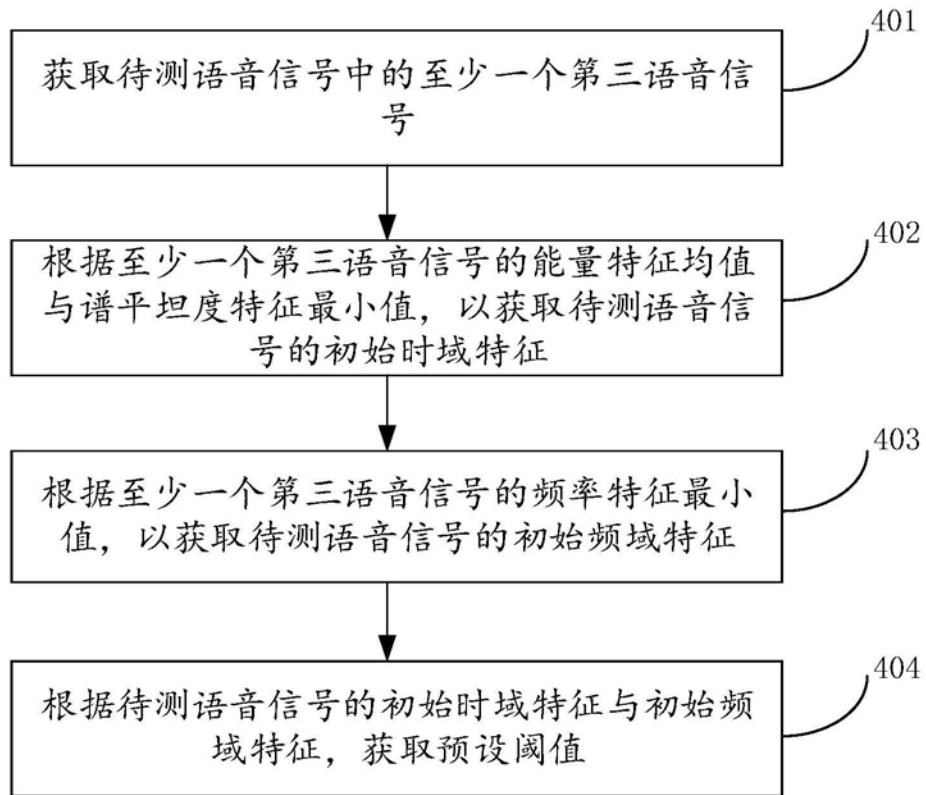 401
获取待测语音信号中的至少一个第三语音信
号
402
根据至少一个第三语音信号的能量特征均值
与谱平坦度特征最小值，以获取待测语音信
号的初始时域特征
403
根据至少一个第三语音信号的频率特征最小
值，以获取待测语音信号的初始频域特征
404
根据待测语音信号的初始时域特征与初始频
域特征，获取预设阈值